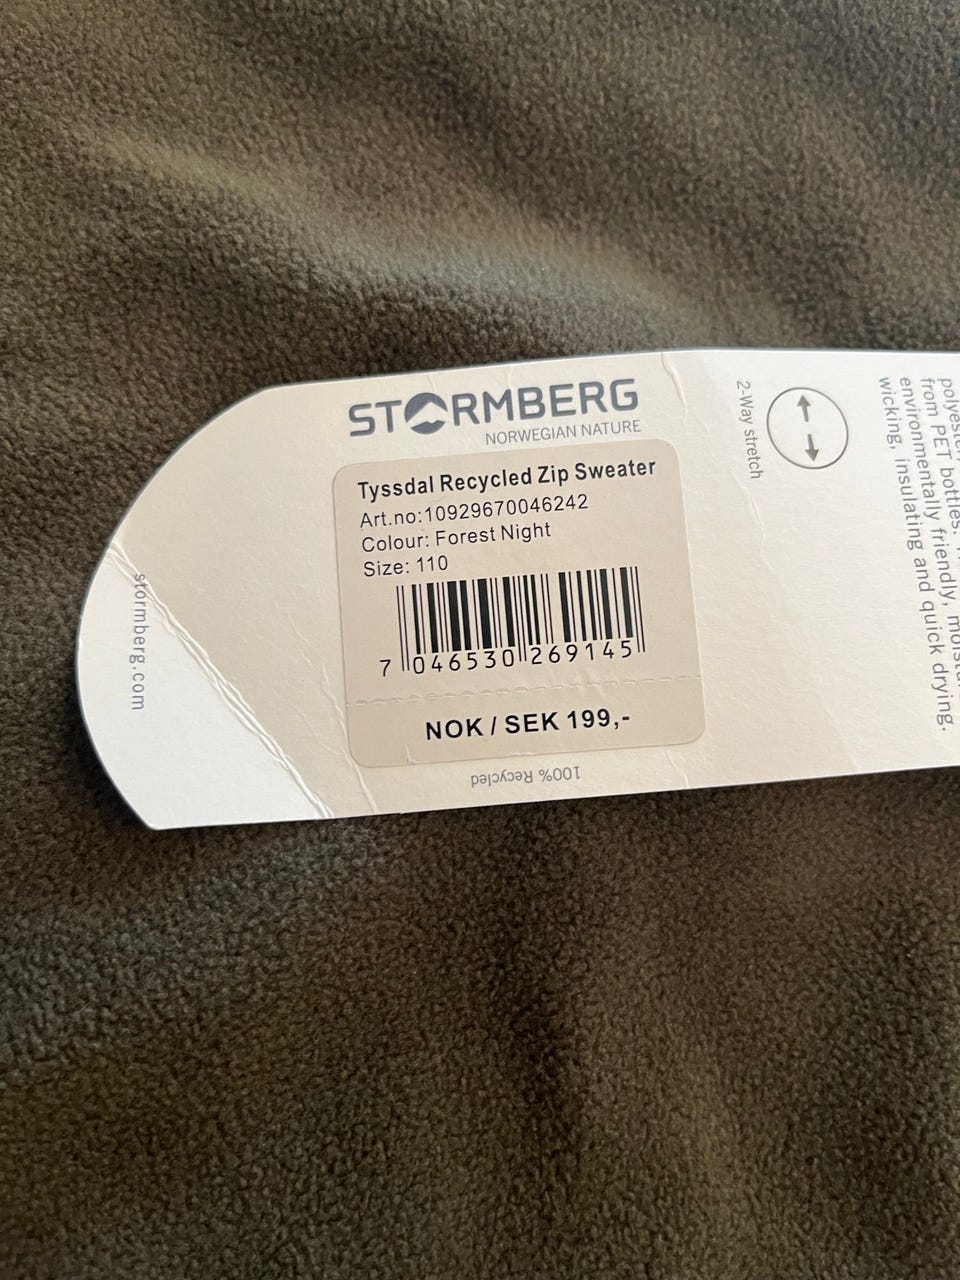 STORMBERG
NORWEGIAN NATURE
Tyssdal Recycled Zip Sweater
Art.no:10929670046242
Colour: Forest Night
Size: 110
7 046530 269145
NOK / SEK 199,-
100% Recycled
stormberg.com
2-Way stretch
from PET bottles.
environmentally friendly,
wicking, insulating and quick drying.